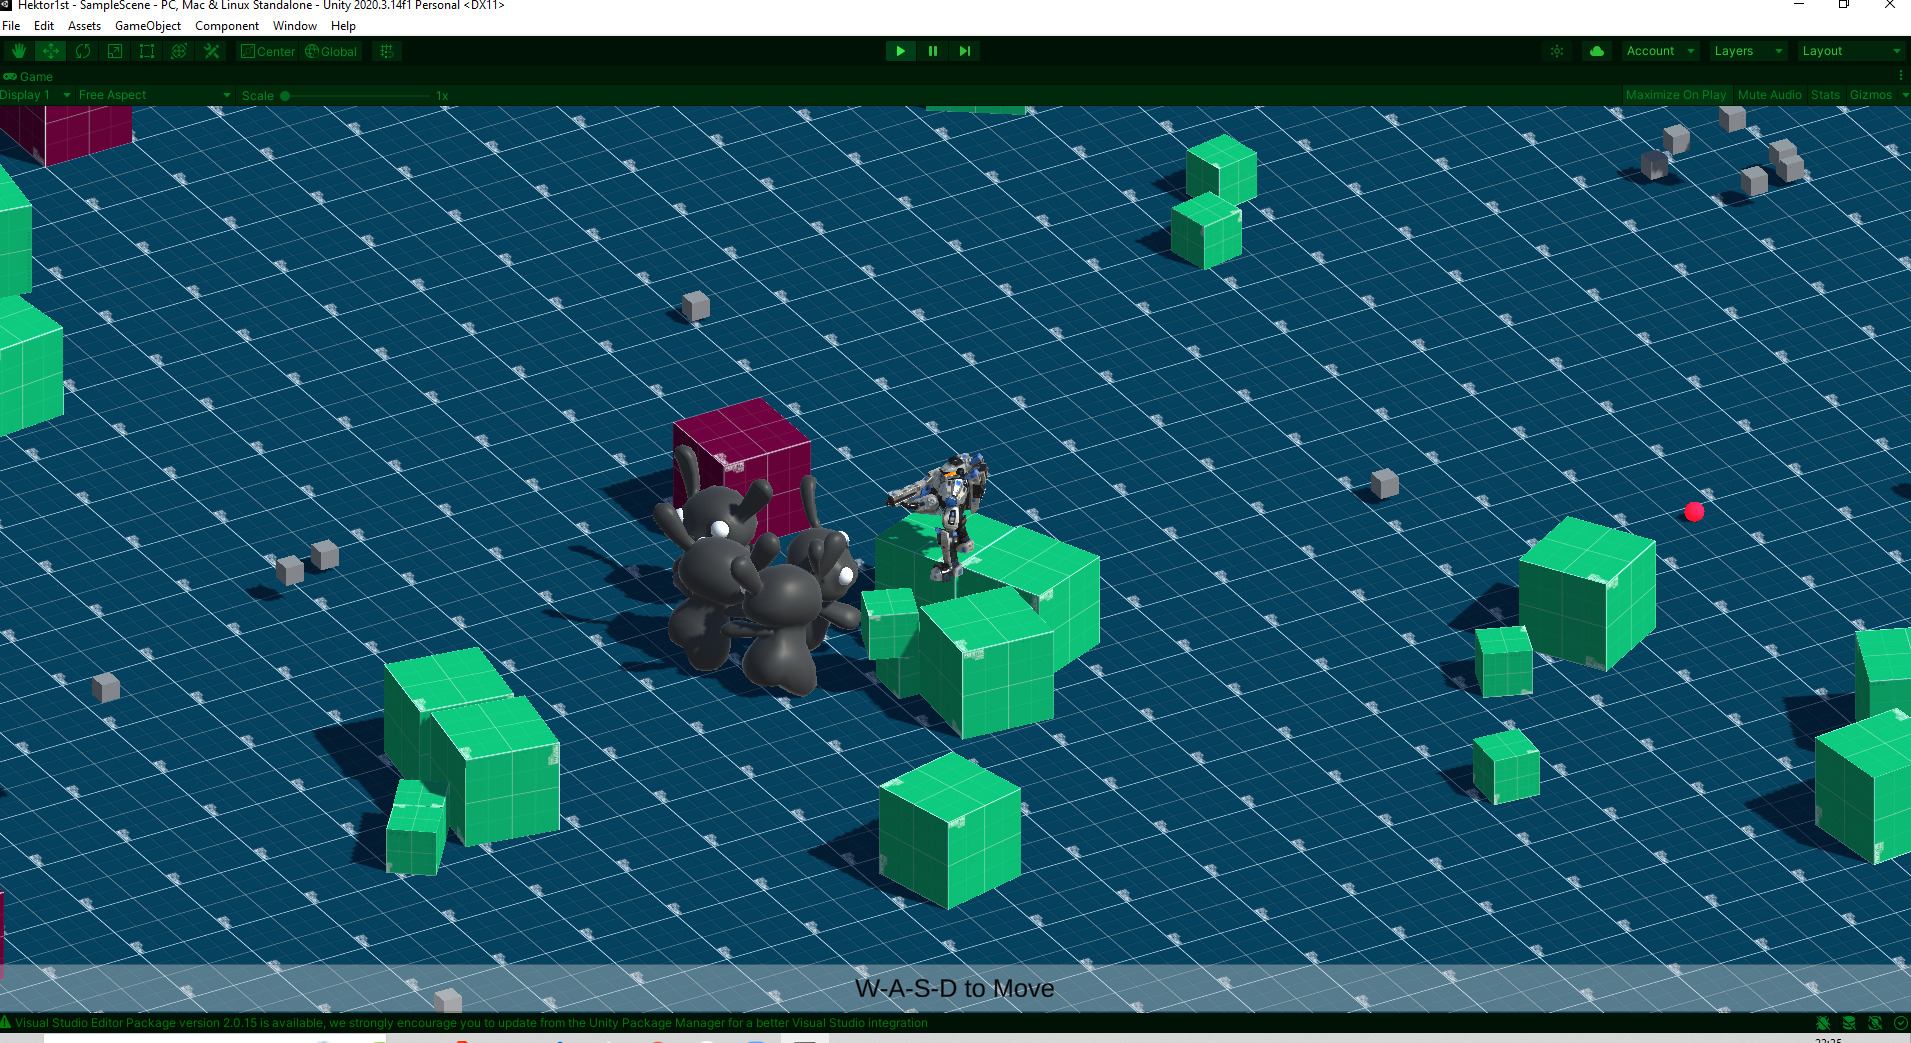 Hektor1st - SampleScene - PC, Mac & Linux Standalone - Unity 2020.3.14f1 Personal <DX11>
File Edit Assets GameObject Component Window Help
Center Global Account Layers Layout
Game
Display 1 Free Aspect Scale 1x Maximize On Play Mute Audio Stats Gizmos
W-A-S-D to Move
Visual Studio Editor Package version 2.0.15 is available, we strongly encourage you to update from the Unity Package Manager for a better Visual Studio integration